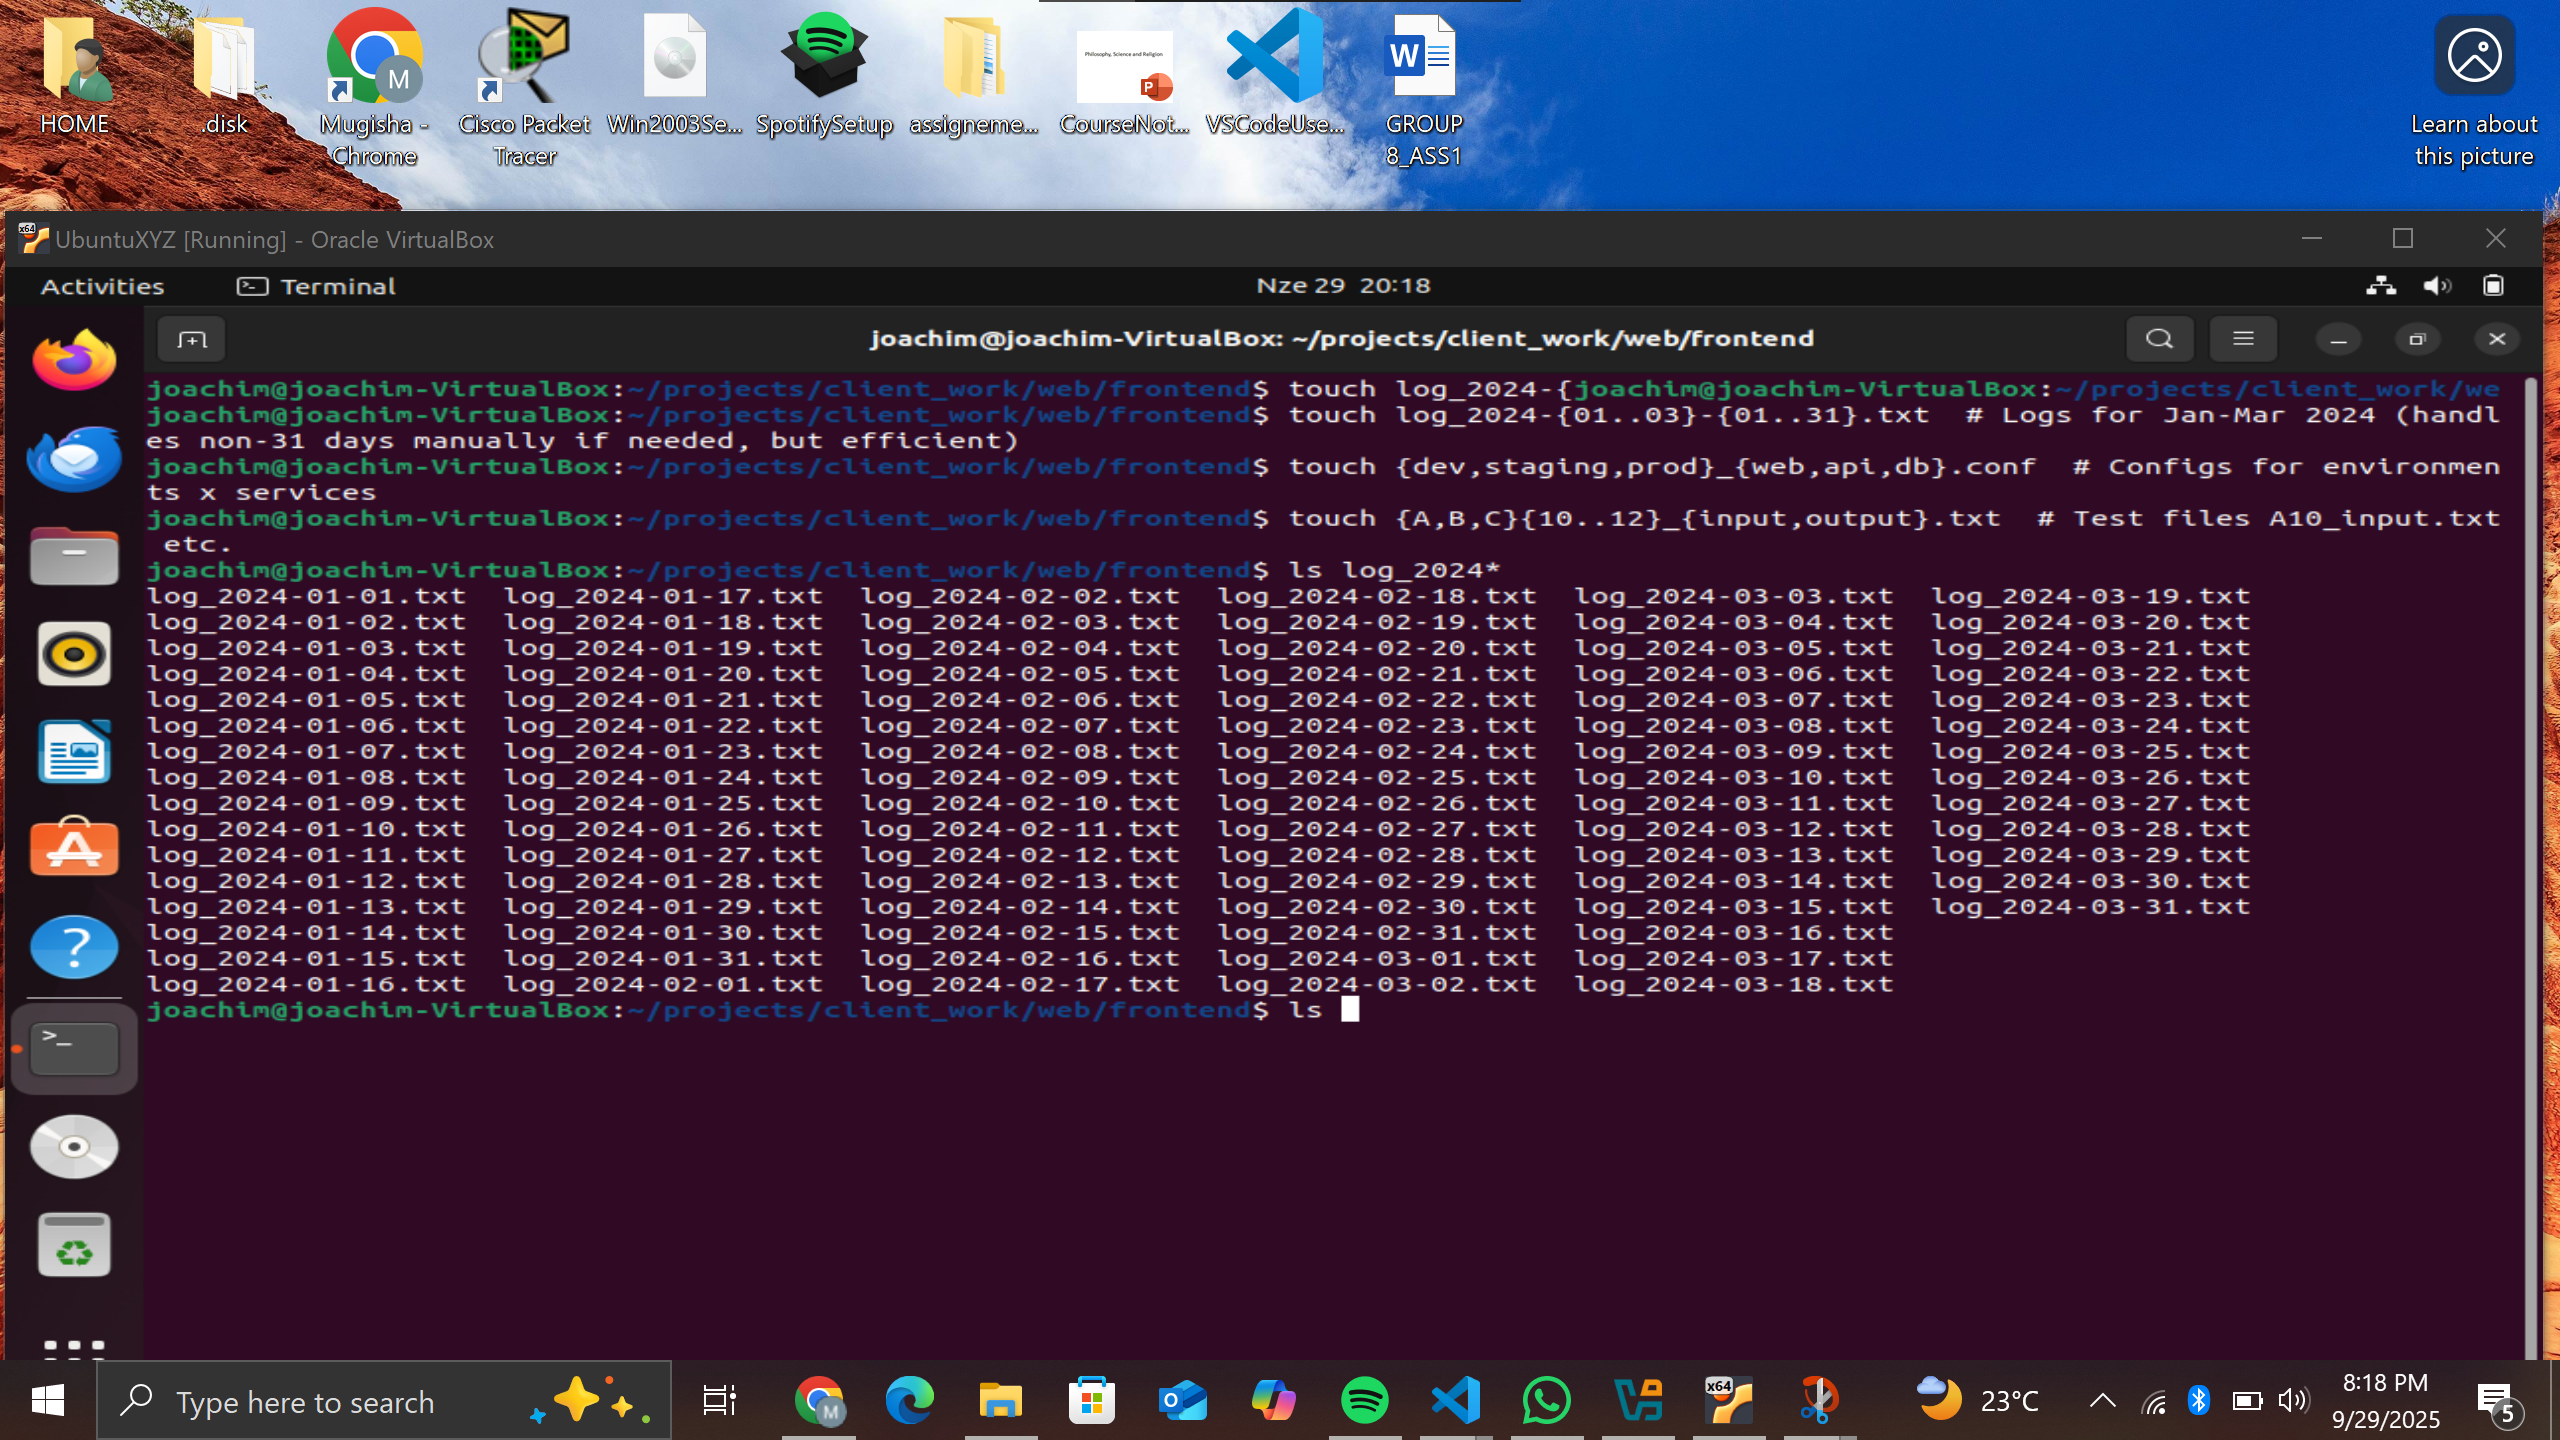 HOME
.disk
Mugisha - Chrome
Cisco Packet Tracer
Win2003Se...
SpotifySetup
assigneme...
Philosophy, Science and Religion
CourseNot...
VSCodeUse...
GROUP 8_ASS1
Learn about this picture
UbuntuXYZ [Running] - Oracle VirtualBox
Activities Terminal Nze 29 20:18
joachim@joachim-VirtualBox: ~/projects/client_work/web/frontend
joachim@joachim-VirtualBox:~/projects/client_work/web/frontend$ touch log_2024-{joachim@joachim-VirtualBox:~/projects/client_work/we
joachim@joachim-VirtualBox:~/projects/client_work/web/frontend$ touch log_2024-{01..03}-{01..31}.txt  # Logs for Jan-Mar 2024 (handl
es non-31 days manually if needed, but efficient)
joachim@joachim-VirtualBox:~/projects/client_work/web/frontend$ touch {dev,staging,prod}_{web,api,db}.conf  # Configs for environmen
ts x services
joachim@joachim-VirtualBox:~/projects/client_work/web/frontend$ touch {A,B,C}{10..12}_{input,output}.txt  # Test files A10_input.txt
 etc.
joachim@joachim-VirtualBox:~/projects/client_work/web/frontend$ ls log_2024*
log_2024-01-01.txt  log_2024-01-17.txt  log_2024-02-02.txt  log_2024-02-18.txt  log_2024-03-03.txt  log_2024-03-19.txt
log_2024-01-02.txt  log_2024-01-18.txt  log_2024-02-03.txt  log_2024-02-19.txt  log_2024-03-04.txt  log_2024-03-20.txt
log_2024-01-03.txt  log_2024-01-19.txt  log_2024-02-04.txt  log_2024-02-20.txt  log_2024-03-05.txt  log_2024-03-21.txt
log_2024-01-04.txt  log_2024-01-20.txt  log_2024-02-05.txt  log_2024-02-21.txt  log_2024-03-06.txt  log_2024-03-22.txt
log_2024-01-05.txt  log_2024-01-21.txt  log_2024-02-06.txt  log_2024-02-22.txt  log_2024-03-07.txt  log_2024-03-23.txt
log_2024-01-06.txt  log_2024-01-22.txt  log_2024-02-07.txt  log_2024-02-23.txt  log_2024-03-08.txt  log_2024-03-24.txt
log_2024-01-07.txt  log_2024-01-23.txt  log_2024-02-08.txt  log_2024-02-24.txt  log_2024-03-09.txt  log_2024-03-25.txt
log_2024-01-08.txt  log_2024-01-24.txt  log_2024-02-09.txt  log_2024-02-25.txt  log_2024-03-10.txt  log_2024-03-26.txt
log_2024-01-09.txt  log_2024-01-25.txt  log_2024-02-10.txt  log_2024-02-26.txt  log_2024-03-11.txt  log_2024-03-27.txt
log_2024-01-10.txt  log_2024-01-26.txt  log_2024-02-11.txt  log_2024-02-27.txt  log_2024-03-12.txt  log_2024-03-28.txt
log_2024-01-11.txt  log_2024-01-27.txt  log_2024-02-12.txt  log_2024-02-28.txt  log_2024-03-13.txt  log_2024-03-29.txt
log_2024-01-12.txt  log_2024-01-28.txt  log_2024-02-13.txt  log_2024-02-29.txt  log_2024-03-14.txt  log_2024-03-30.txt
log_2024-01-13.txt  log_2024-01-29.txt  log_2024-02-14.txt  log_2024-02-30.txt  log_2024-03-15.txt  log_2024-03-31.txt
log_2024-01-14.txt  log_2024-01-30.txt  log_2024-02-15.txt  log_2024-02-31.txt  log_2024-03-16.txt
log_2024-01-15.txt  log_2024-01-31.txt  log_2024-02-16.txt  log_2024-03-01.txt  log_2024-03-17.txt
log_2024-01-16.txt  log_2024-02-01.txt  log_2024-02-17.txt  log_2024-03-02.txt  log_2024-03-18.txt
joachim@joachim-VirtualBox:~/projects/client_work/web/frontend$ ls
Type here to search
23°C
8:18 PM
9/29/2025
5